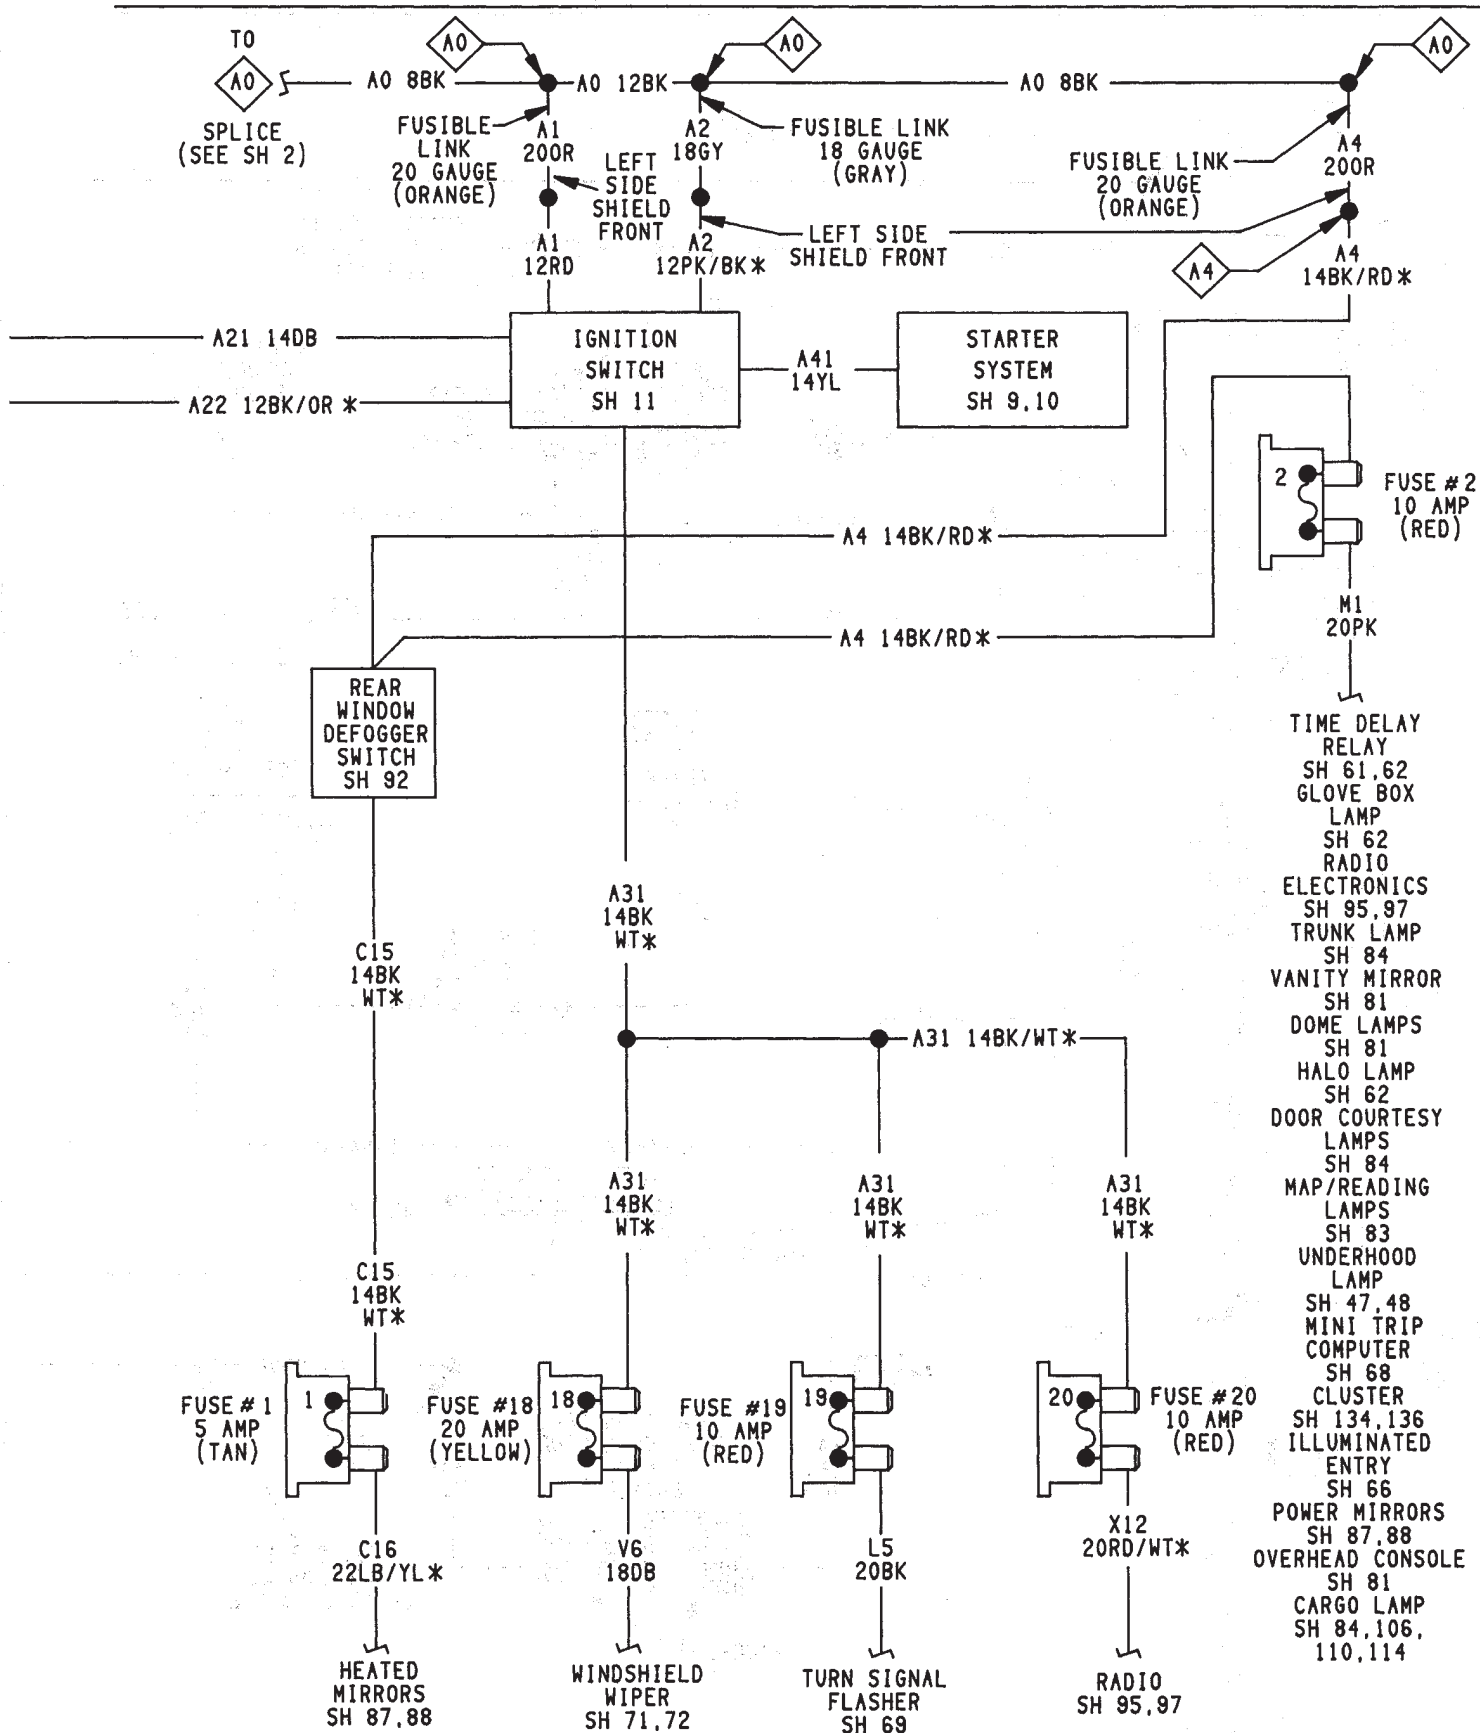 TO
A0
A0
A0
A0
A0 8BK
A0 12BK
A0 8BK
SPLICE
(SEE SH 2)
FUSIBLE
LINK
20 GAUGE
(ORANGE)
A1
20OR
LEFT
SIDE
SHIELD
FRONT
A2
18GY
FUSIBLE LINK
18 GAUGE
(GRAY)
FUSIBLE LINK
20 GAUGE
(ORANGE)
A4
20OR
A1
12RD
A2
12PK/BK*
LEFT SIDE
SHIELD FRONT
A4
A4
14BK/RD*
A21 14DB
A22 12BK/OR *
IGNITION
SWITCH
SH 11
A41
14YL
STARTER
SYSTEM
SH 9,10
2
FUSE #2
10 AMP
(RED)
A4 14BK/RD*
A4 14BK/RD*
M1
20PK
REAR
WINDOW
DEFOGGER
SWITCH
SH 92
TIME DELAY
RELAY
SH 61,62
GLOVE BOX
LAMP
SH 62
RADIO
ELECTRONICS
SH 95,97
TRUNK LAMP
SH 84
VANITY MIRROR
SH 81
DOME LAMPS
SH 81
HALO LAMP
SH 62
DOOR COURTESY
LAMPS
SH 84
MAP/READING
LAMPS
SH 83
UNDERHOOD
LAMP
SH 47,48
MINI TRIP
COMPUTER
SH 68
CLUSTER
SH 134,136
ILLUMINATED
ENTRY
SH 66
POWER MIRRORS
SH 87,88
OVERHEAD CONSOLE
SH 81
CARGO LAMP
SH 84,106,
110,114
A31
14BK
WT*
C15
14BK
WT*
A31 14BK/WT*
A31
14BK
WT*
A31
14BK
WT*
A31
14BK
WT*
C15
14BK
WT*
FUSE #1
5 AMP
(TAN)
1
FUSE #18
20 AMP
(YELLOW)
18
FUSE #19
10 AMP
(RED)
19
20
FUSE #20
10 AMP
(RED)
C16
22LB/YL*
V6
18DB
L5
20BK
X12
20RD/WT*
HEATED
MIRRORS
SH 87,88
WINDSHIELD
WIPER
SH 71,72
TURN SIGNAL
FLASHER
SH 69
RADIO
SH 95,97